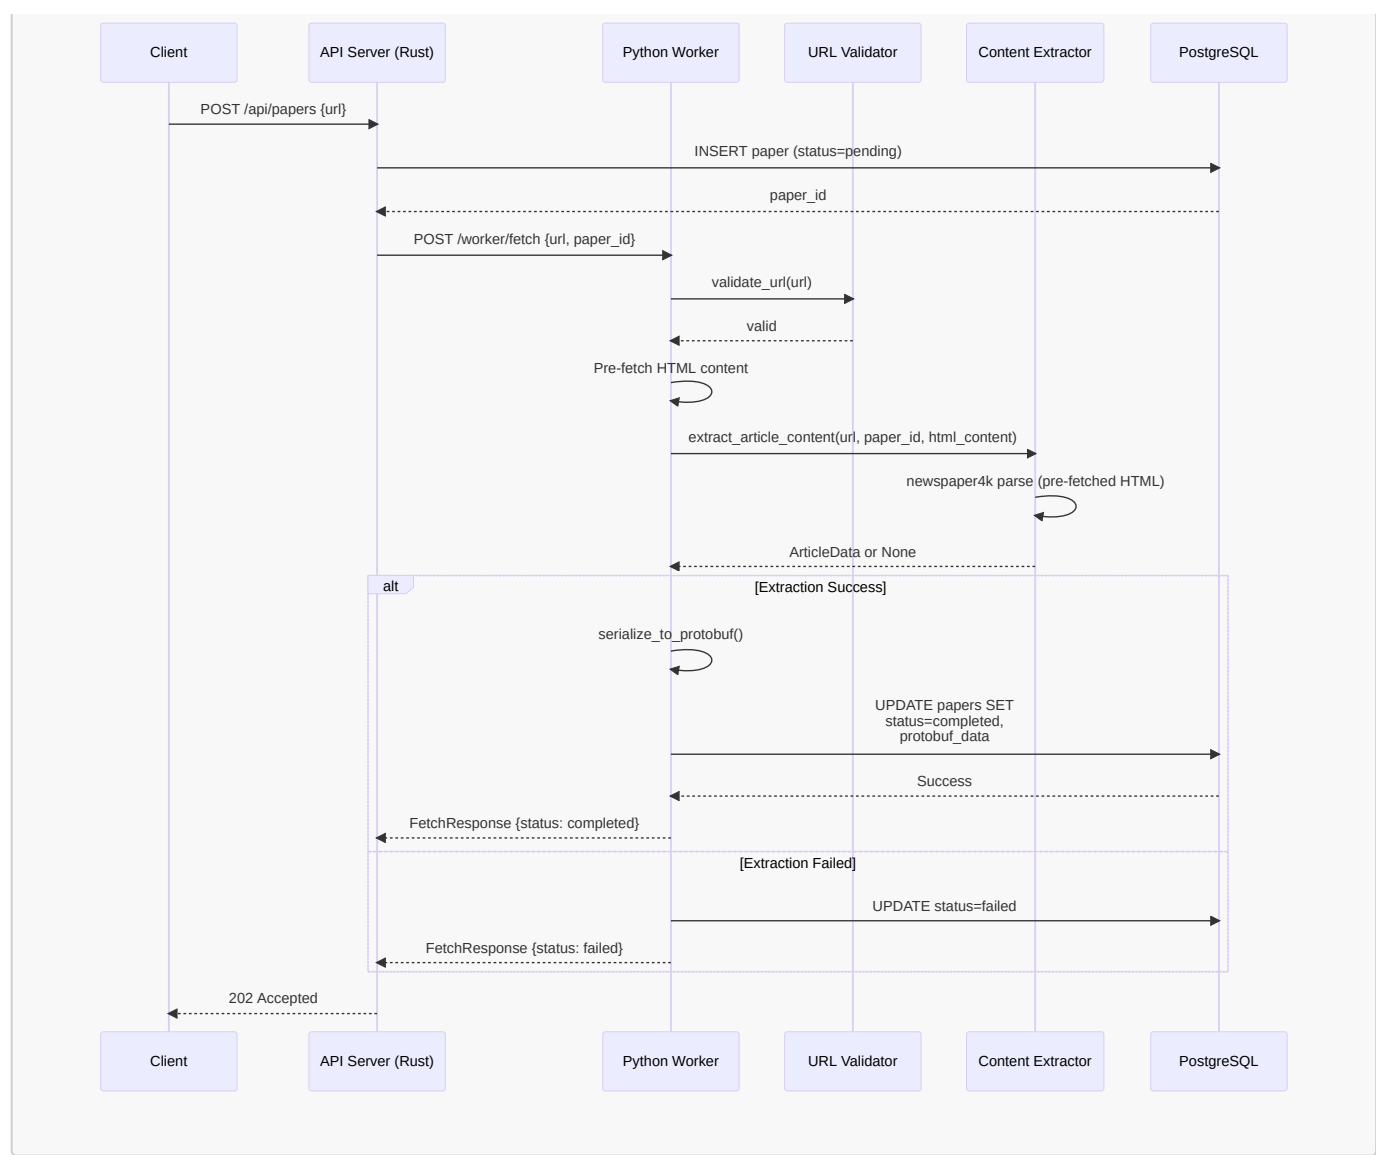 Client
API Server (Rust)
Python Worker
URL Validator
Content Extractor
PostgreSQL
POST /api/papers {url}
INSERT paper (status=pending)
paper_id
POST /worker/fetch {url, paper_id}
validate_url(url)
valid
Pre-fetch HTML content
extract_article_content(url, paper_id, html_content)
newspaper4k parse (pre-fetched HTML)
ArticleData or None
alt
[Extraction Success]
serialize_to_protobuf()
UPDATE papers SET
status=completed,
protobuf_data
Success
FetchResponse {status: completed}
[Extraction Failed]
UPDATE status=failed
FetchResponse {status: failed}
202 Accepted
Client
API Server (Rust)
Python Worker
URL Validator
Content Extractor
PostgreSQL